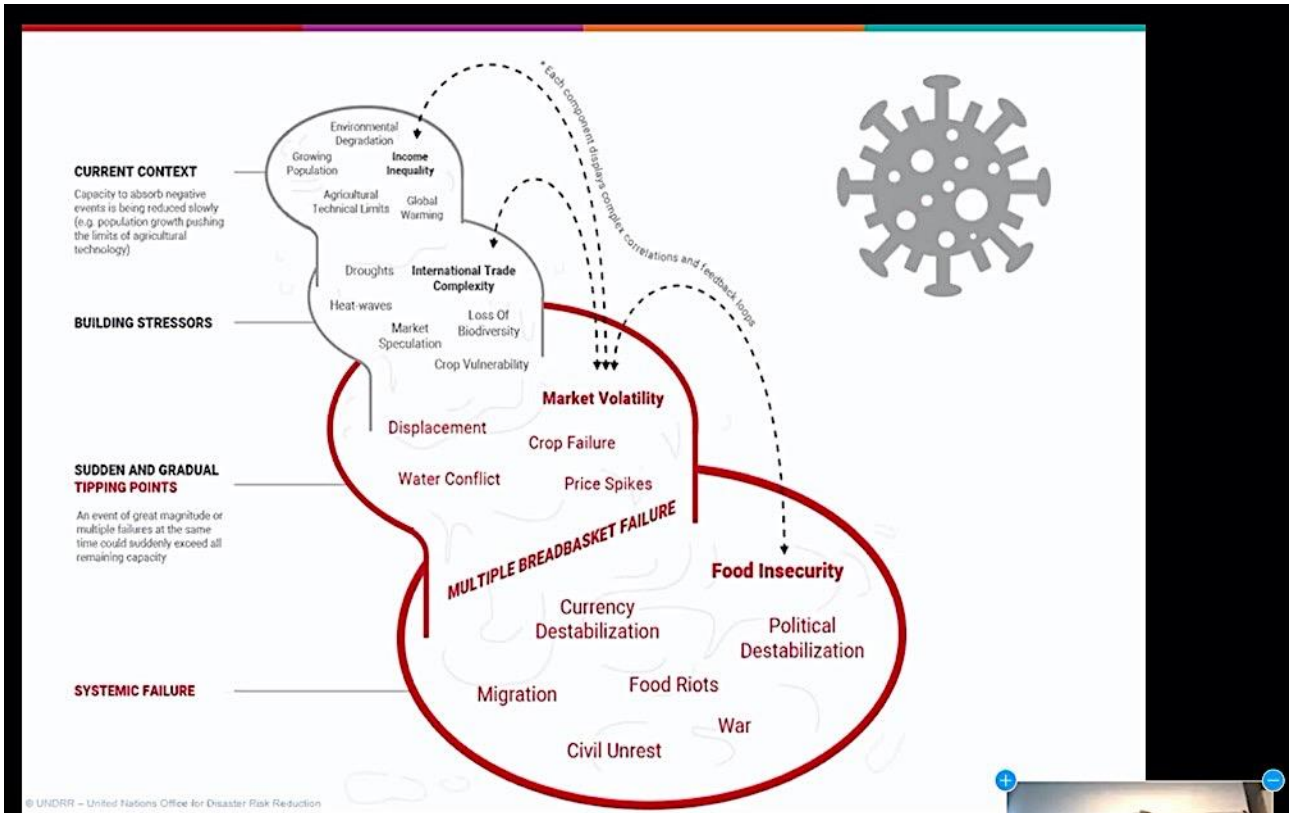 * Each component displays complex correlations and feedback loops
CURRENT CONTEXT
Capacity to absorb negative
events is being reduced slowly
(e.g. population growth pushing
the limits of agricultural
technology)
Environmental
Degradation
Growing
Population
Income
Inequality
Agricultural
Technical Limits
Global
Warming
BUILDING STRESSORS
Droughts
International Trade
Complexity
Heat-waves
Loss Of
Biodiversity
Market
Speculation
Crop Vulnerability
SUDDEN AND GRADUAL
TIPPING POINTS
An event of great magnitude or
multiple failures at the same
time could suddenly exceed all
remaining capacity
Market Volatility
Displacement
Crop Failure
Water Conflict
Price Spikes
MULTIPLE BREADBASKET FAILURE
SYSTEMIC FAILURE
Food Insecurity
Currency
Destabilization
Political
Destabilization
Migration
Food Riots
War
Civil Unrest
© UNDRR – United Nations Office for Disaster Risk Reduction